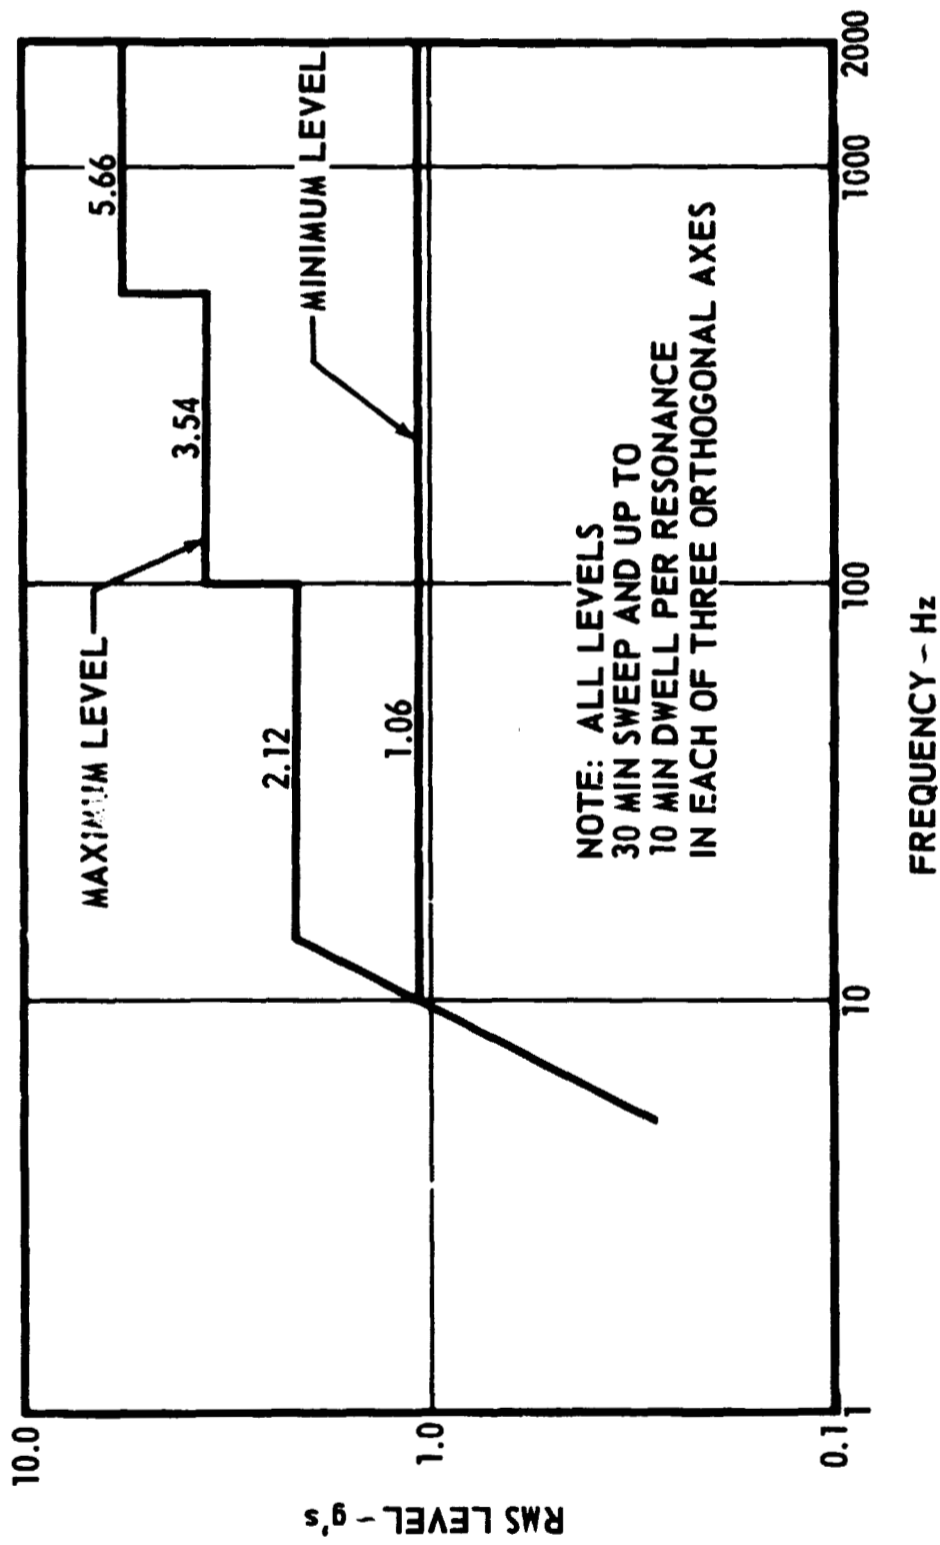 10.0
1.0
0.1
RMS LEVEL ~ g's
MAXIMUM LEVEL
MINIMUM LEVEL
5.66
3.54
2.12
1.06
NOTE: ALL LEVELS
30 MIN SWEEP AND UP TO
10 MIN DWELL PER RESONANCE
IN EACH OF THREE ORTHOGONAL AXES
1
10
100
1000
2000
FREQUENCY ~ Hz